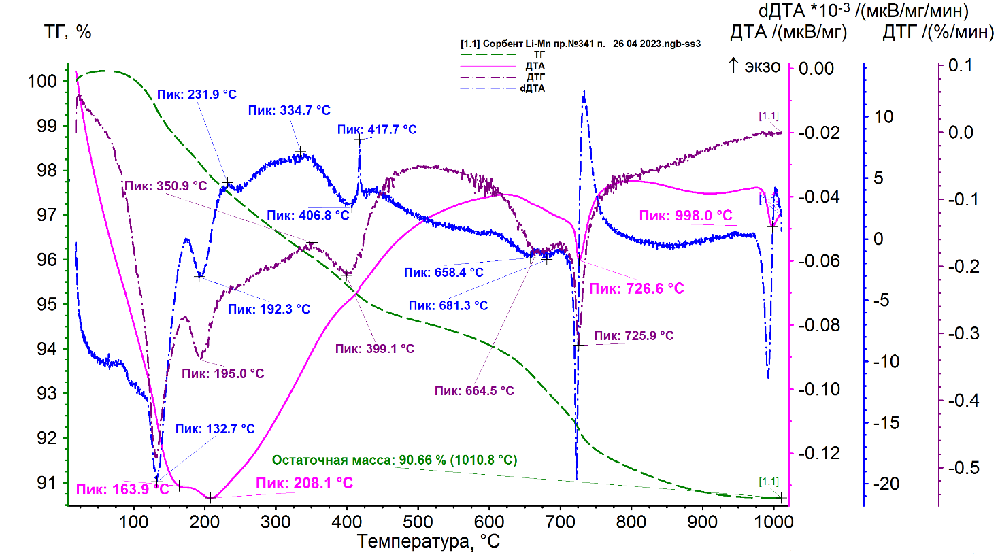 dДТА *10-3 /(мкВ/мг/мин)
ТГ, %
ДТА /(мкВ/мг)
ДТГ /(%/мин)
[1.1] Сорбент Li-Mn пр.№341 п. 26 04 2023.ngb-ss3
ТГ
ДТА
ДТГ
dДТА
↑ экзо
100
99
98
97
96
95
94
93
92
91
Пик: 231.9 °C
Пик: 334.7 °C
Пик: 417.7 °C
Пик: 350.9 °C
Пик: 406.8 °C
Пик: 998.0 °C
Пик: 658.4 °C
Пик: 726.6 °C
Пик: 681.3 °C
Пик: 192.3 °C
Пик: 725.9 °C
Пик: 399.1 °C
Пик: 195.0 °C
Пик: 664.5 °C
Пик: 132.7 °C
Остаточная масса: 90.66 % (1010.8 °C)
Пик: 163.9 °C
Пик: 208.1 °C
[1.1]
[1.1]
0.00
-0.02
-0.04
-0.06
-0.08
-0.10
-0.12
10
5
0
-5
-10
-15
-20
0.1
0.0
-0.1
-0.2
-0.3
-0.4
-0.5
100 200 300 400 500 600 700 800 900 1000
Температура, °C